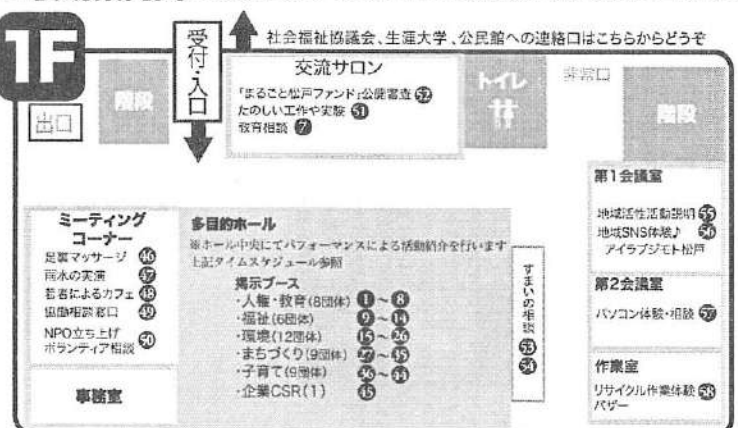 1F
受付・入口
社会福祉協議会、生涯大学、公民館への連絡口はこちらからどうぞ
出口
階段
交流サロン
「まるごと松戸ファンド」公開審査 52
たのしい工作や実験 51
教育相談 7
トイレ
非常口
階段
ミーティング
コーナー
足裏マッサージ 46
雨水の実演 47
若者によるカフェ 48
協働相談窓口 49
NPO立ち上げ
ボランティア相談 50
事務室
多目的ホール
※ホール中央にてパフォーマンスによる活動紹介を行います
上記タイムスケジュール参照
掲示ブース
・人権・教育(8団体) 1～8
・福祉(6団体) 9～14
・環境(12団体) 15～26
・まちづくり(9団体) 27～35
・子育て(9団体) 36～44
・企業CSR(1) 45
すまいの相談 53 54
第1会議室
地域活性活動説明 55
地域SNS体験♪ 56
アイラブジモト松戸
第2会議室
パソコン体験・相談 57
作業室
リサイクル作業体験 58
バザー